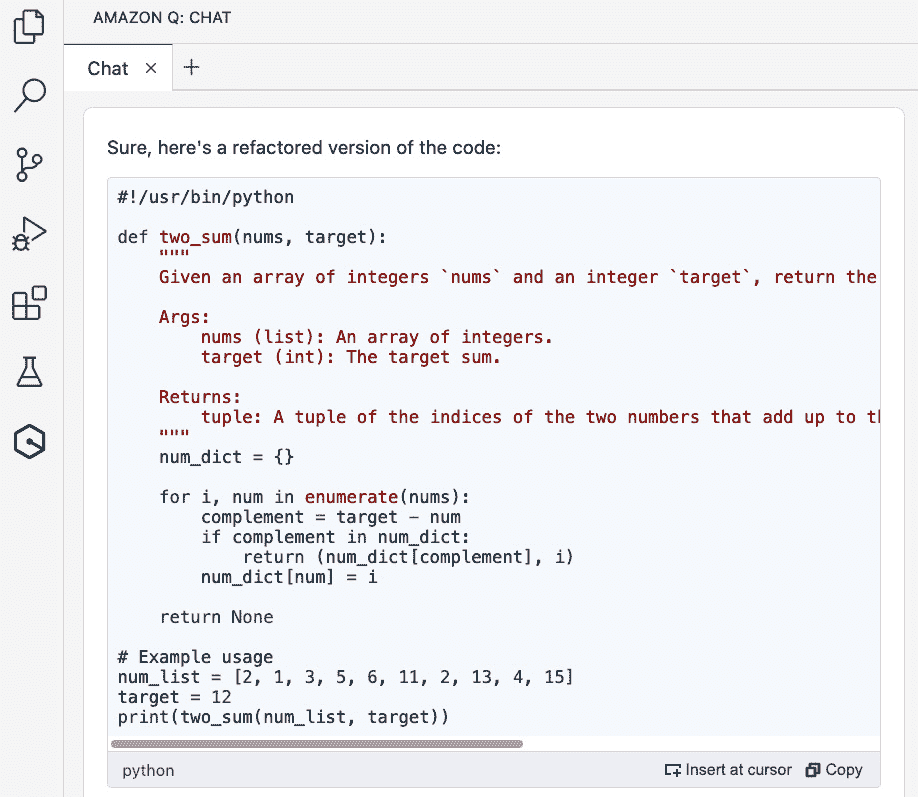 AMAZON Q: CHAT
Chat
Sure, here's a refactored version of the code:
#!/usr/bin/python
def two_sum(nums, target):
    """
    Given an array of integers `nums` and an integer `target`, return the
    Args:
        nums (list): An array of integers.
        target (int): The target sum.
    Returns:
        tuple: A tuple of the indices of the two numbers that add up to
    """
    num_dict = {}
    for i, num in enumerate(nums):
        complement = target - num
        if complement in num_dict:
            return (num_dict[complement], i)
        num_dict[num] = i
    return None
# Example usage
num_list = [2, 1, 3, 5, 6, 11, 2, 13, 4, 15]
target = 12
print(two_sum(num_list, target))
python
Insert at cursor
Copy